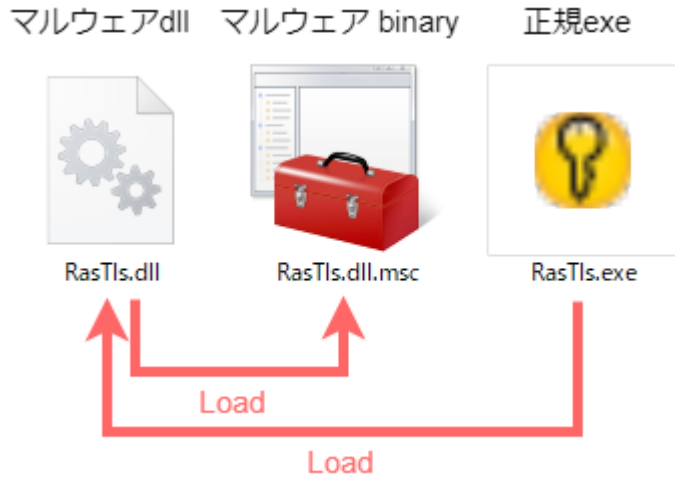 マルウェアdll マルウェア binary 正規exe
RasTls.dll RasTls.dll.msc RasTls.exe
Load
Load